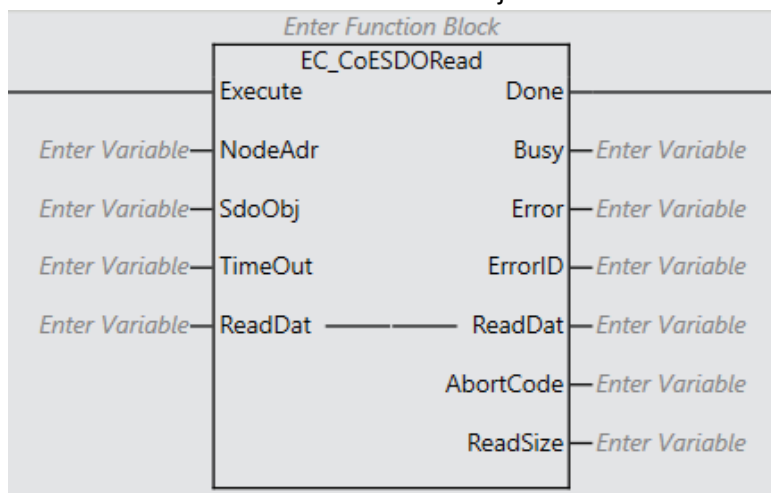 Enter Function Block
EC_CoESDORead
Execute Done
Enter Variable NodeAdr Busy Enter Variable
Enter Variable SdoObj Error Enter Variable
Enter Variable TimeOut ErrorID Enter Variable
Enter Variable ReadDat ReadDat Enter Variable
AbortCode Enter Variable
ReadSize Enter Variable